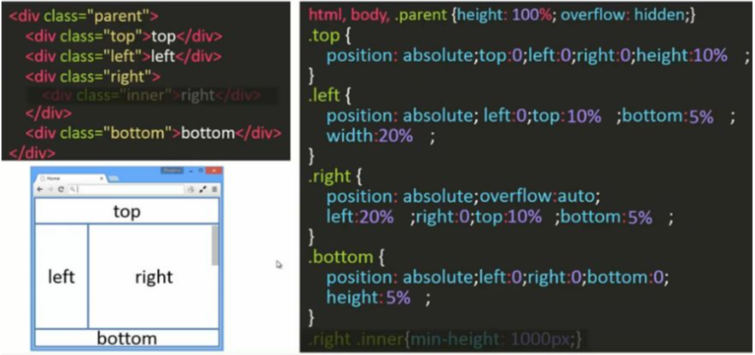 <div class="parent">
<div class="top">top</div>
<div class="left">left</div>
<div class="right">
<div class="inner">right</div>
</div>
<div class="bottom">bottom</div>
</div>
Home
top
left
right
bottom
html, body, .parent {height: 100%; overflow: hidden;}
.top {
position: absolute;top:0;left:0;right:0;height:10% ;
}
.left {
position: absolute; left:0;top:10% ;bottom:5% ;
width:20% ;
}
.right {
position: absolute;overflow:auto;
left:20% ;right:0;top:10% ;bottom:5% ;
}
.bottom {
position: absolute;left:0;right:0;bottom:0;
height:5% ;
}
.right .inner{min-height: 1000px;}